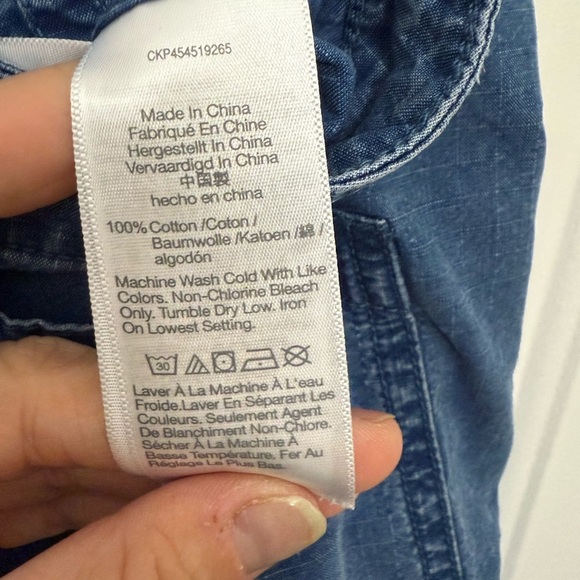 CKP454519265
Made In China
Fabriqué En Chine
Hergestellt In China
Vervaardigd In China
中国製
hecho en china
100% Cotton /Coton /
Baumwolle /Katoen /綿 /
algodón
Machine Wash Cold With Like
Colors. Non-Chlorine Bleach
Only. Tumble Dry Low. Iron
On Lowest Setting.
30
Laver À La Machine À L'eau
Froide.Laver En Séparant Les
Couleurs. Seulement Agent
De Blanchiment Non-Chlore.
Sécher À La Machine À
Basse Température. Fer Au
Réglage Le Plus Bas.